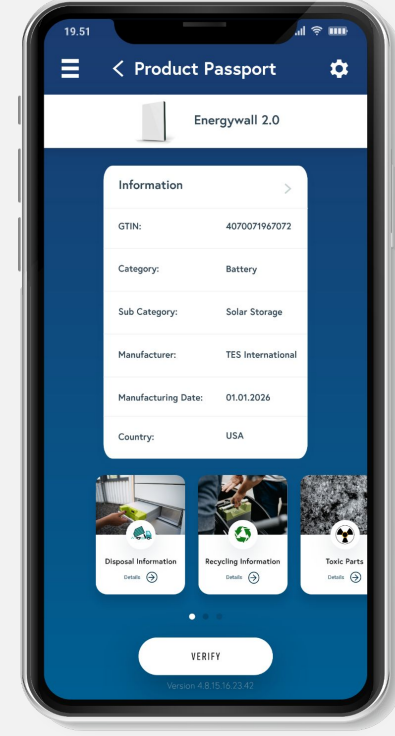 19.51
Product Passport
Energywall 2.0
Information
GTIN: 4070071967072
Category: Battery
Sub Category: Solar Storage
Manufacturer: TES International
Manufacturing Date: 01.01.2026
Country: USA
Disposal Information
Details
Recycling Information
Details
Toxic Parts
Details
VERIFY
Version 4.8.15.16.23.42